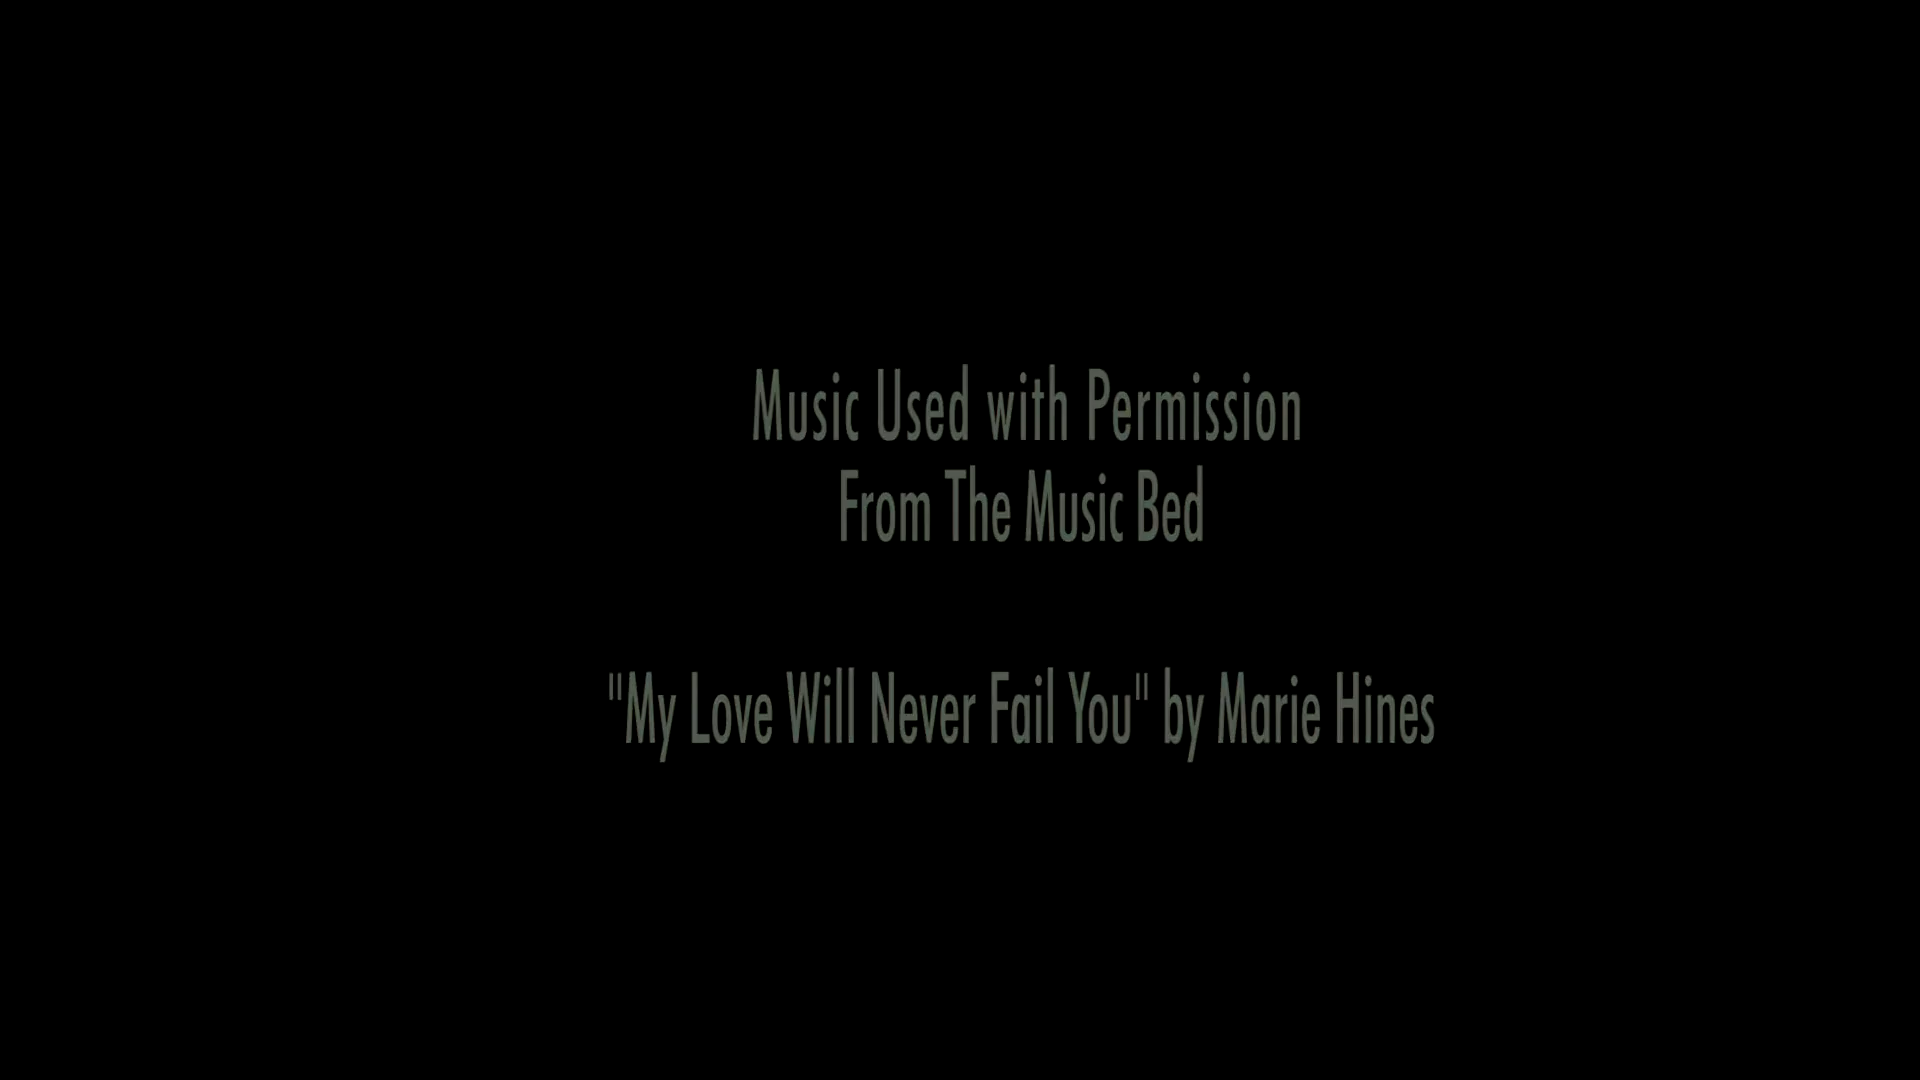 Music Used with Permission
From The Music Bed
"My Love Will Never Fail You" by Marie Hines